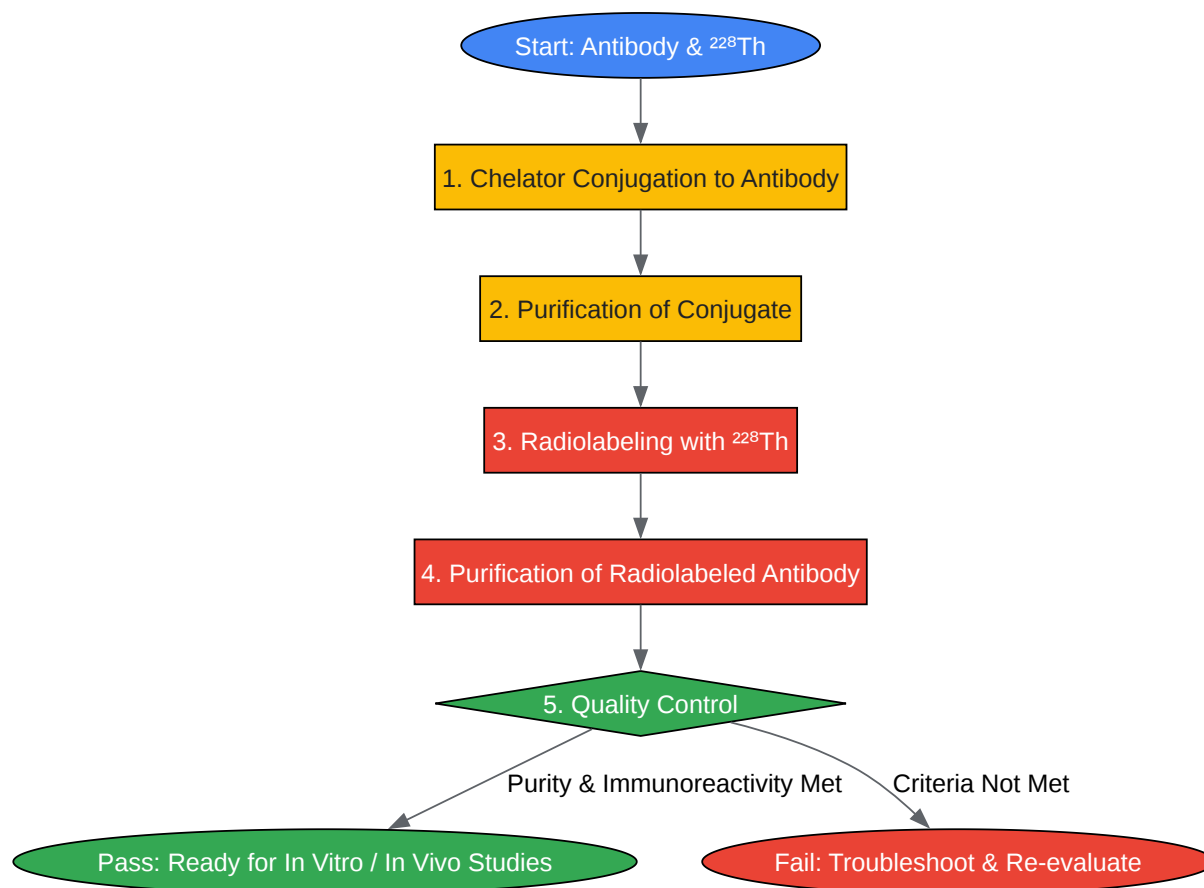 Start: Antibody & ²²⁸Th
1. Chelator Conjugation to Antibody
2. Purification of Conjugate
3. Radiolabeling with ²²⁸Th
4. Purification of Radiolabeled Antibody
5. Quality Control
Purity & Immunoreactivity Met
Criteria Not Met
Pass: Ready for In Vitro / In Vivo Studies
Fail: Troubleshoot & Re-evaluate